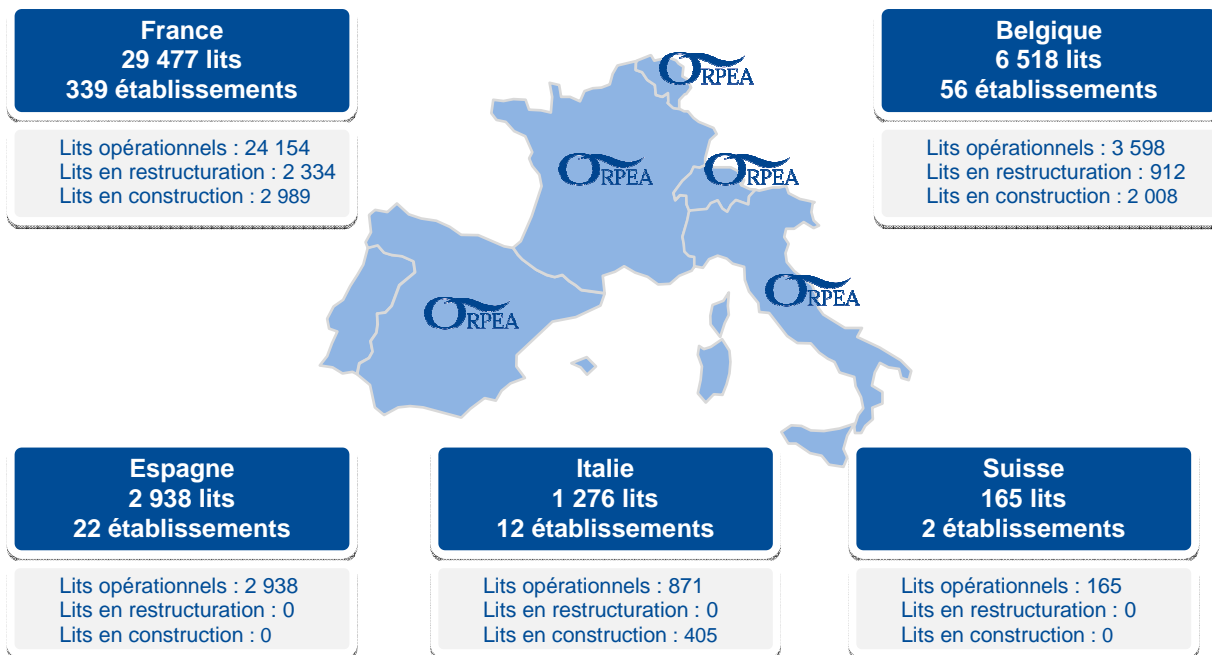 France
29 477 lits
339 établissements
Lits opérationnels : 24 154
Lits en restructuration : 2 334
Lits en construction : 2 989
Belgique
6 518 lits
56 établissements
Lits opérationnels : 3 598
Lits en restructuration : 912
Lits en construction : 2 008
ORPEA
ORPEA
ORPEA
ORPEA
ORPEA
Espagne
2 938 lits
22 établissements
Lits opérationnels : 2 938
Lits en restructuration : 0
Lits en construction : 0
Italie
1 276 lits
12 établissements
Lits opérationnels : 871
Lits en restructuration : 0
Lits en construction : 405
Suisse
165 lits
2 établissements
Lits opérationnels : 165
Lits en restructuration : 0
Lits en construction : 0